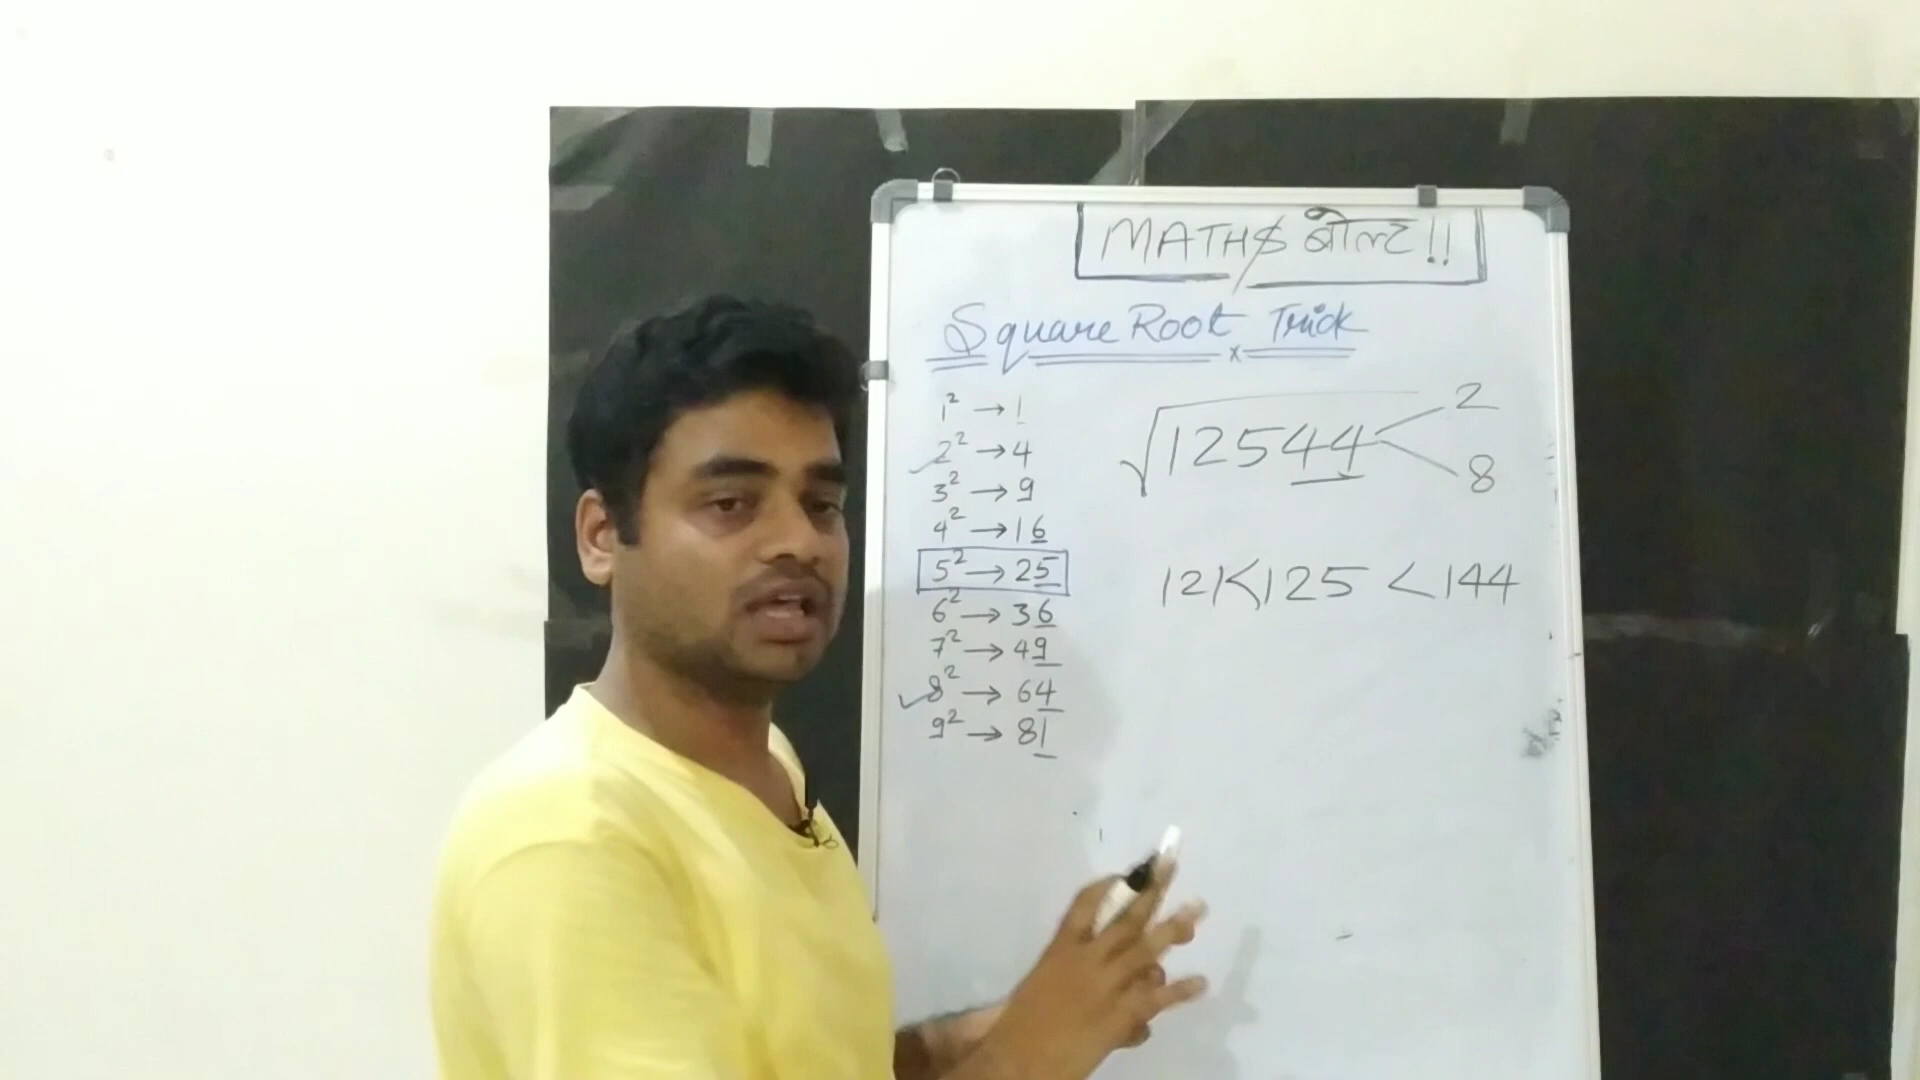 MATHS बोल्ट!!
Square Root Trick
1² → 1
2² → 4
3² → 9
4² → 16
5² → 25
6² → 36
7² → 49
8² → 64
9² → 81
√12544
2
8
121<125<144